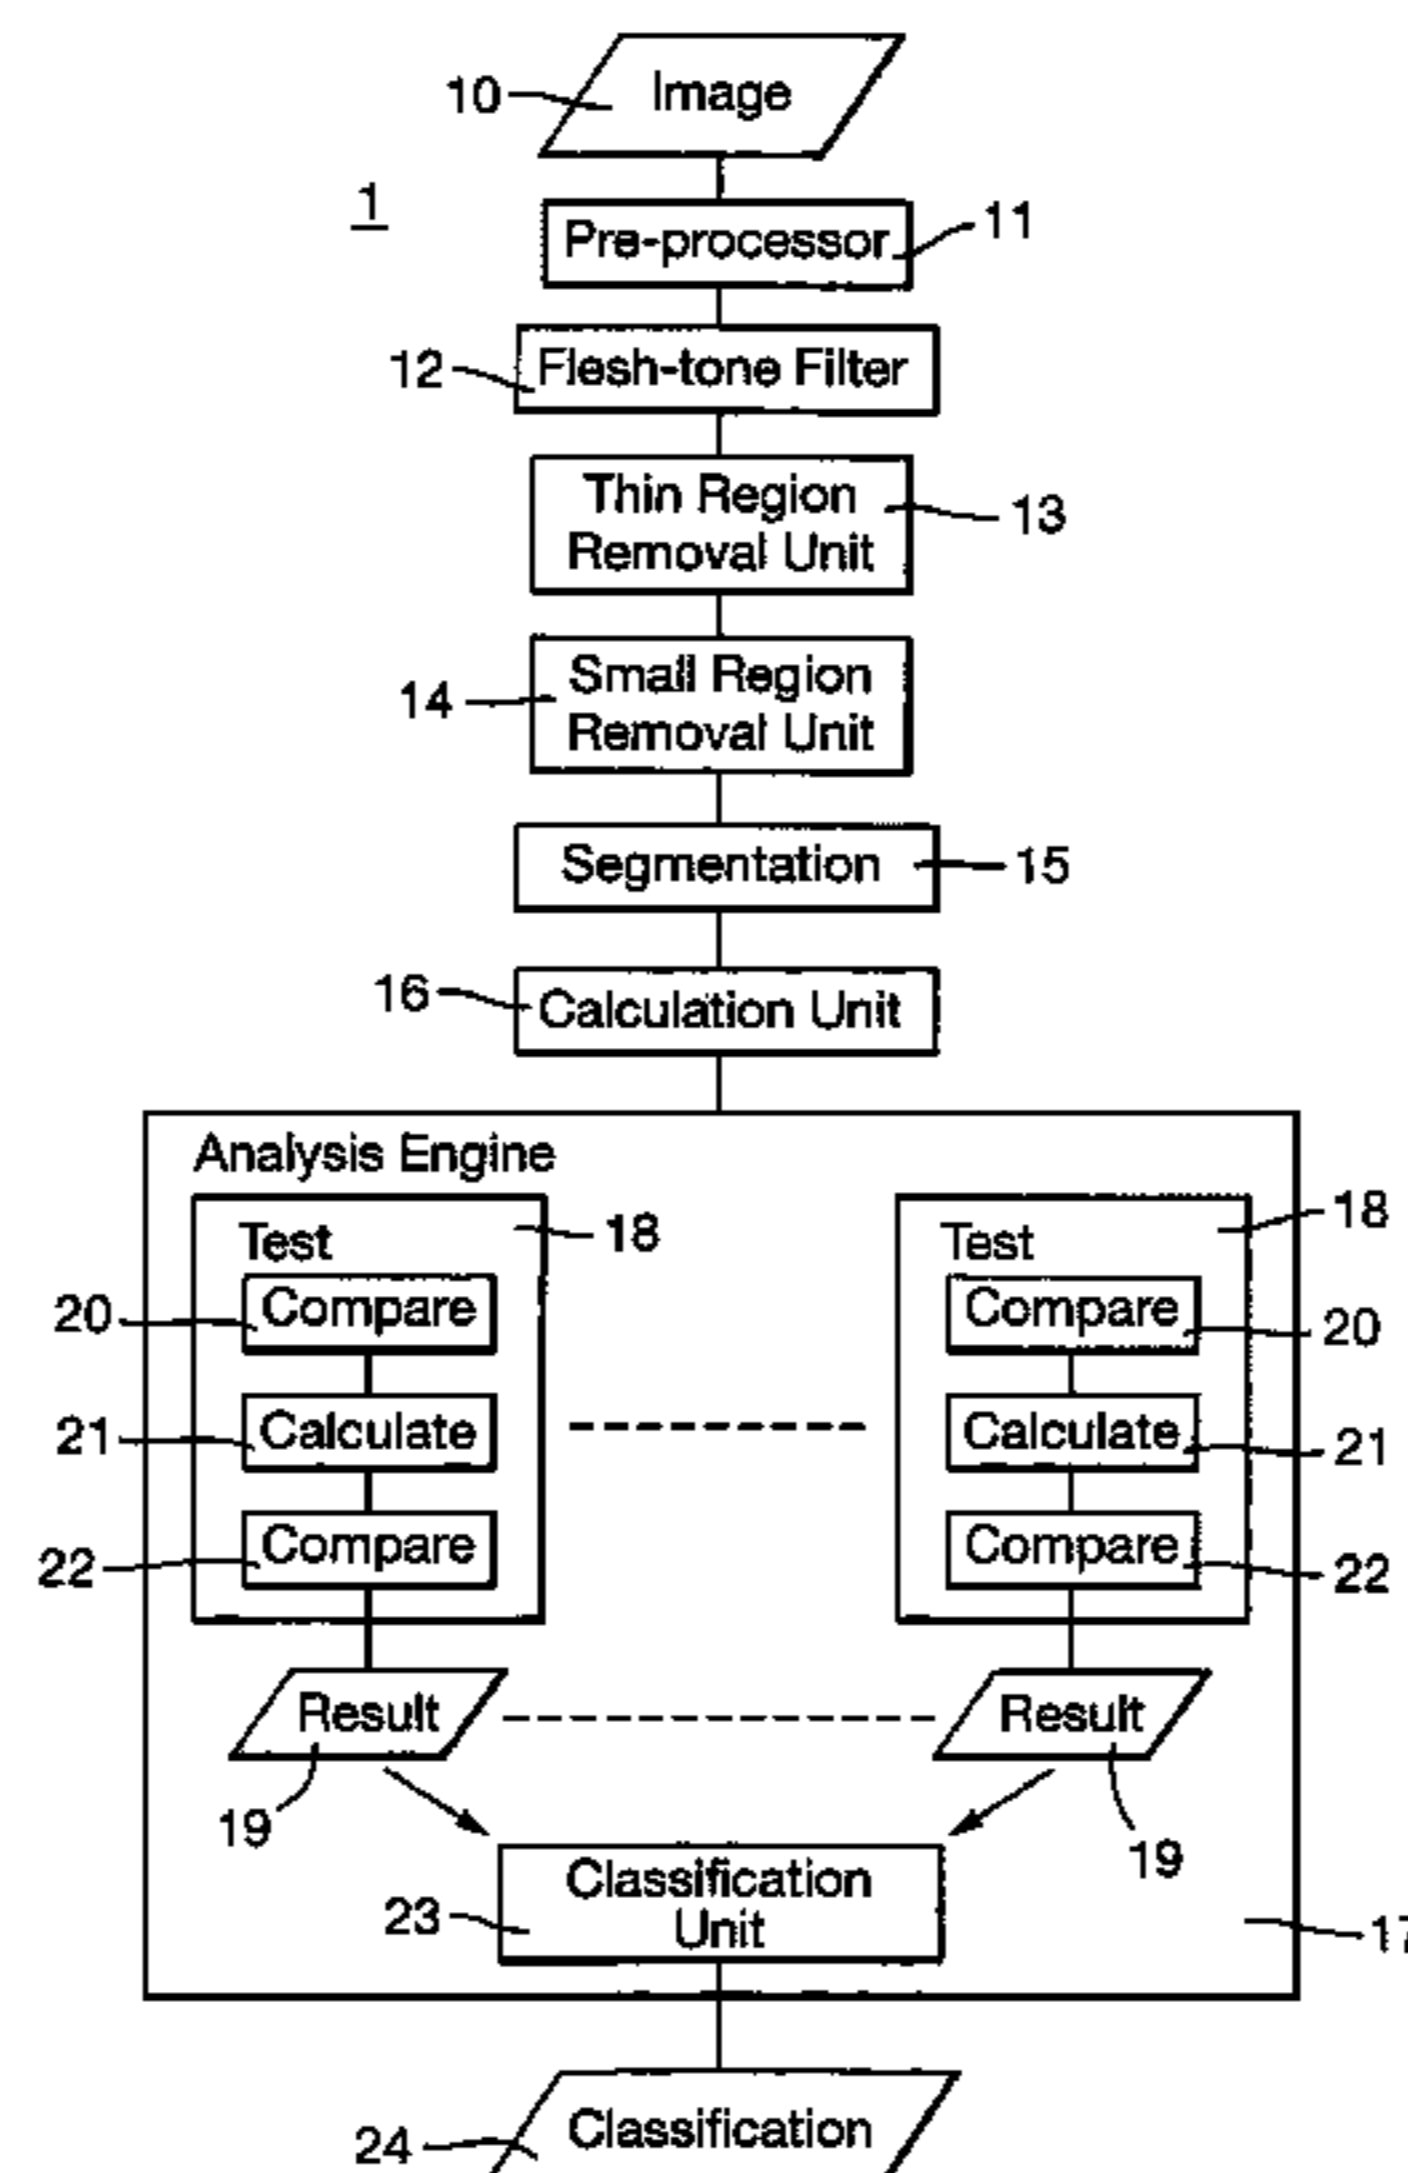 10
Image
1
Pre-processor
11
12
Flesh-tone Filter
Thin Region
Removal Unit
13
14
Small Region
Removal Unit
Segmentation
15
16
Calculation Unit
Analysis Engine
Test
18
Test
18
20
Compare
Compare
20
21
Calculate
Calculate
21
22
Compare
Compare
22
Result
Result
19
19
Classification
Unit
23
17
Classification
24